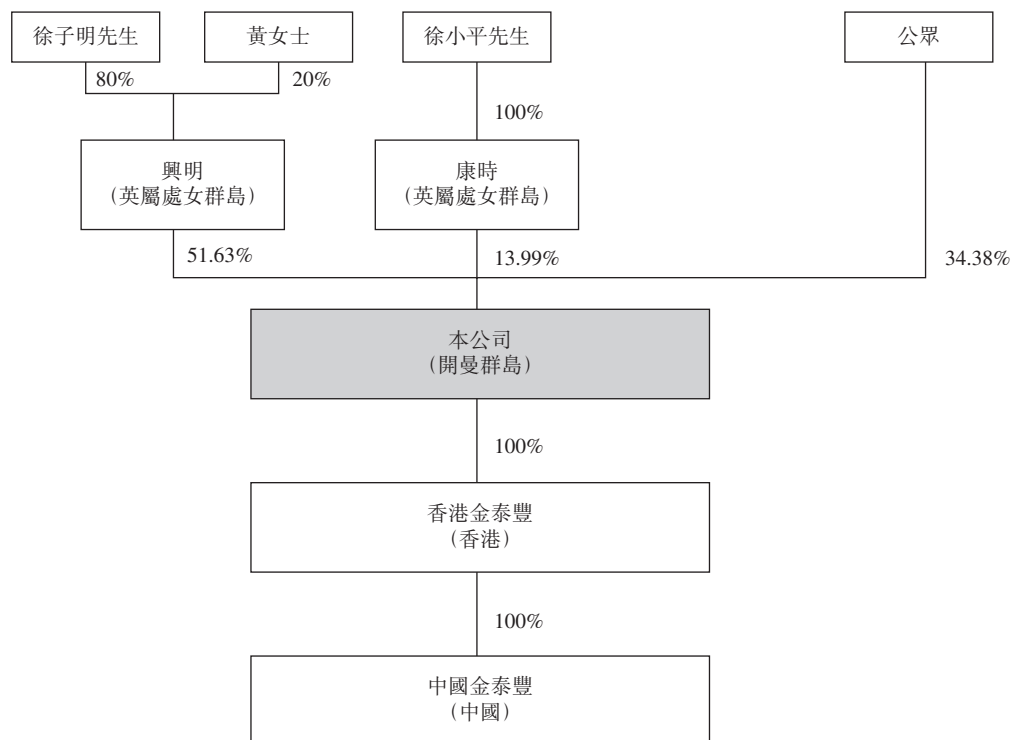 徐子明先生
黃女士
徐小平先生
公眾
80%
20%
100%
興明
(英屬處女群島)
康時
(英屬處女群島)
51.63%
13.99%
34.38%
本公司
(開曼群島)
100%
香港金泰豐
(香港)
100%
中國金泰豐
(中國)